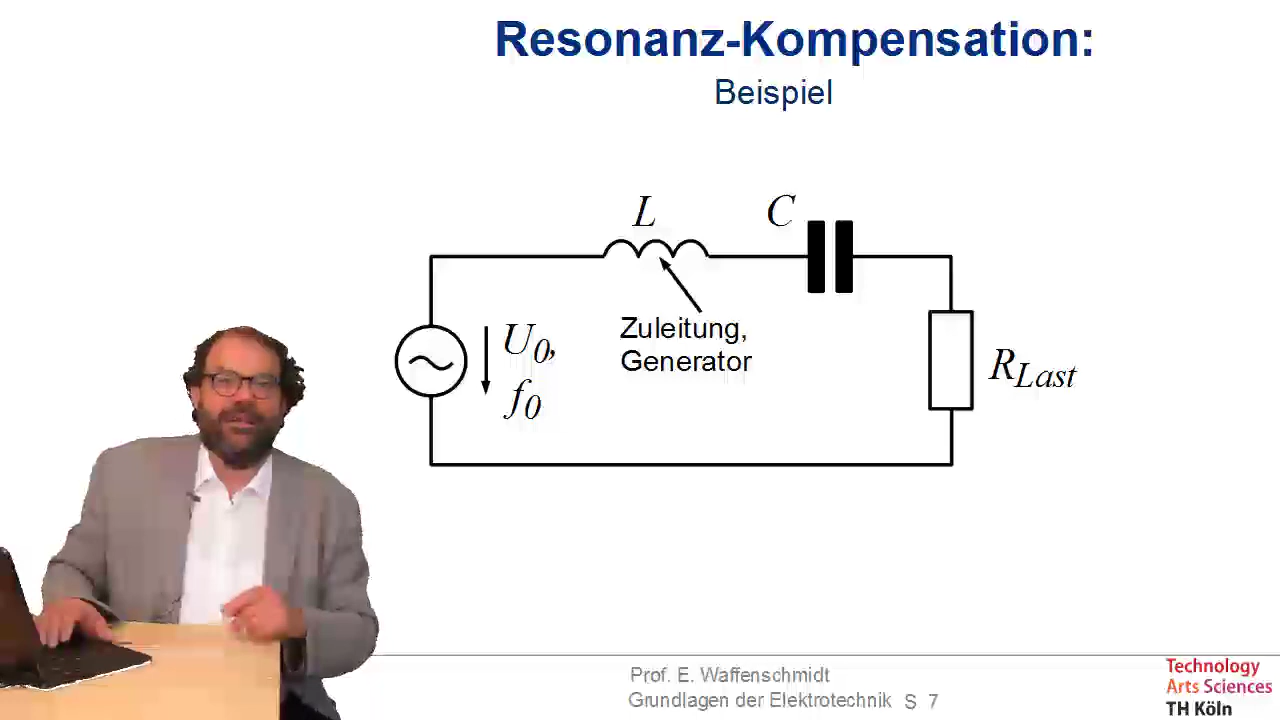 Resonanz-Kompensation:
Beispiel
L
C
Zuleitung,
Generator
U0,
f0
RLast
Prof. E. Waffenschmidt
Grundlagen der Elektrotechnik S 7
Technology
Arts Sciences
TH Köln